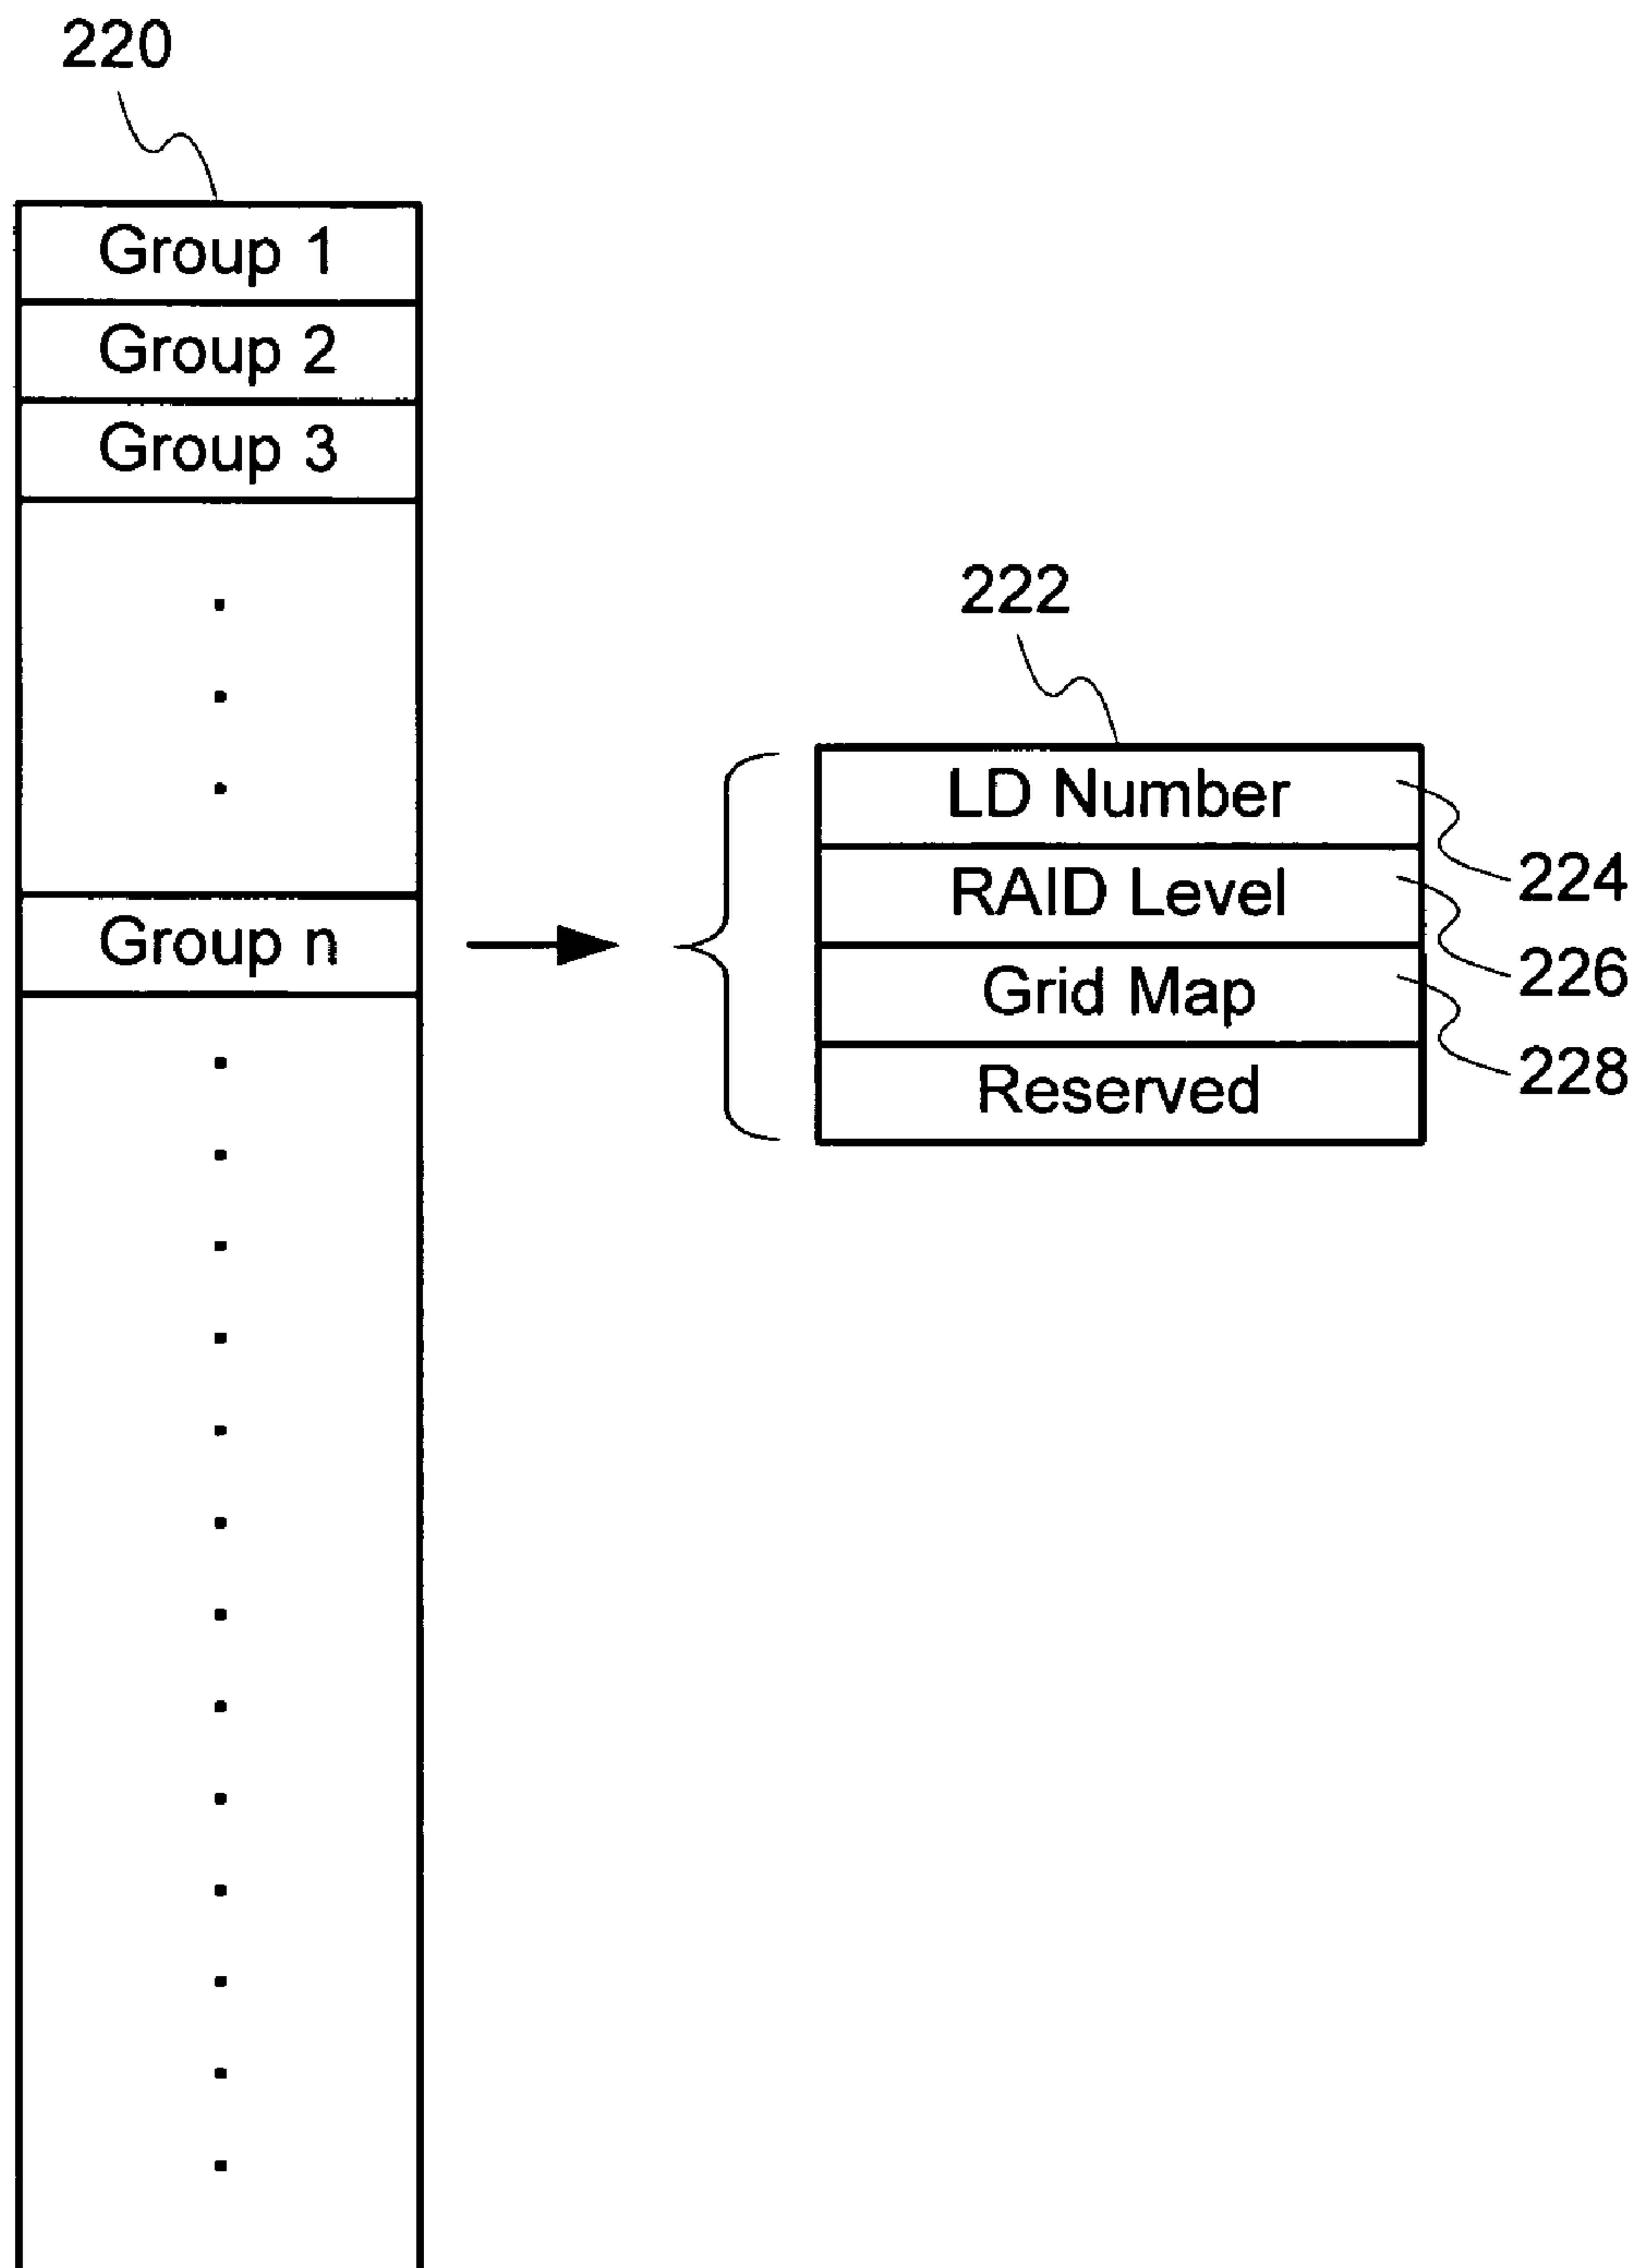 220
Group 1
Group 2
Group 3
Group n
222
LD Number
224
RAID Level
226
Grid Map
228
Reserved